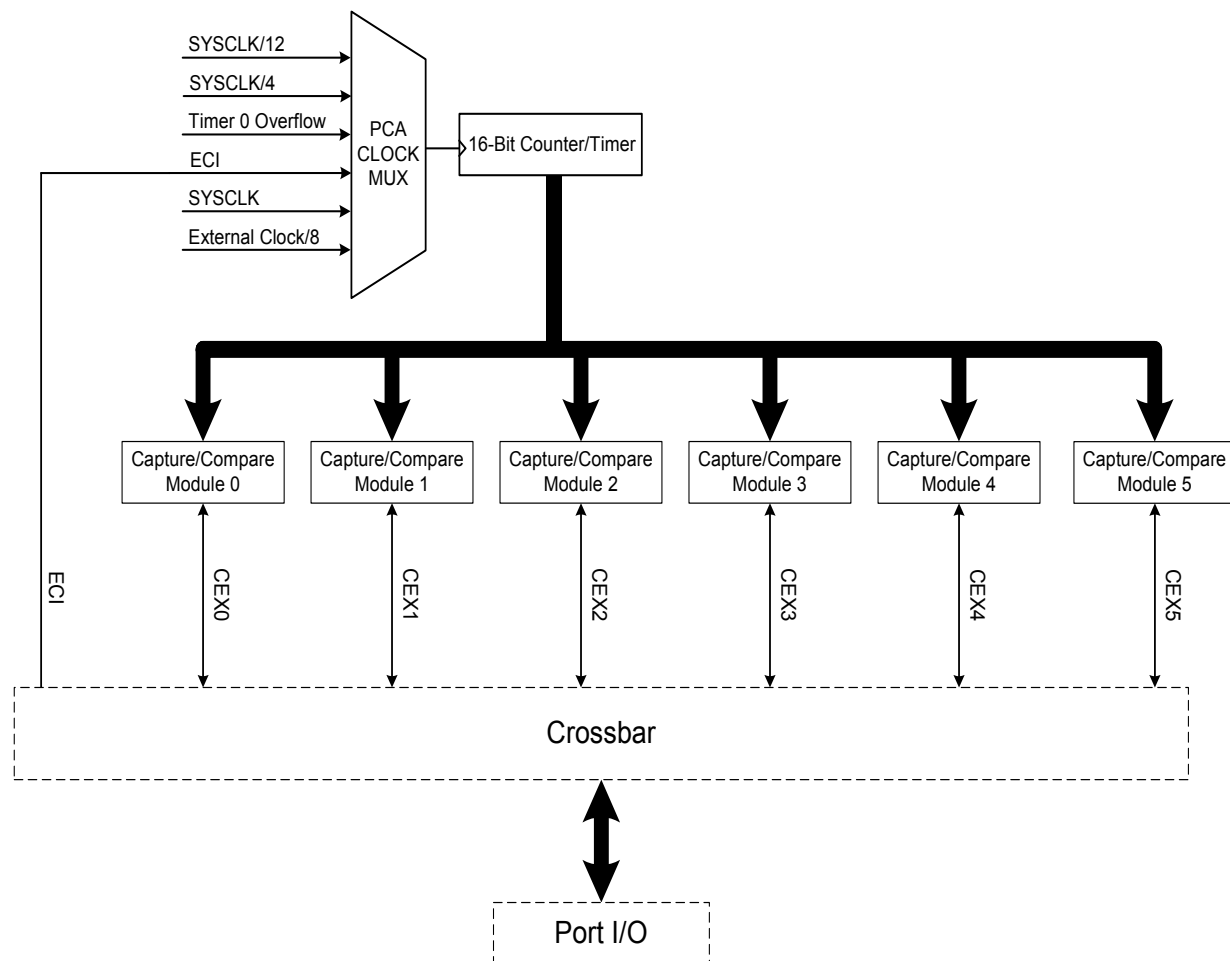 SYSCLK/12
SYSCLK/4
Timer 0 Overflow
ECI
SYSCLK
External Clock/8
PCA
CLOCK
MUX
16-Bit Counter/Timer
Capture/Compare
Module 0
Capture/Compare
Module 1
Capture/Compare
Module 2
Capture/Compare
Module 3
Capture/Compare
Module 4
Capture/Compare
Module 5
ECI
CEX0
CEX1
CEX2
CEX3
CEX4
CEX5
Crossbar
Port I/O